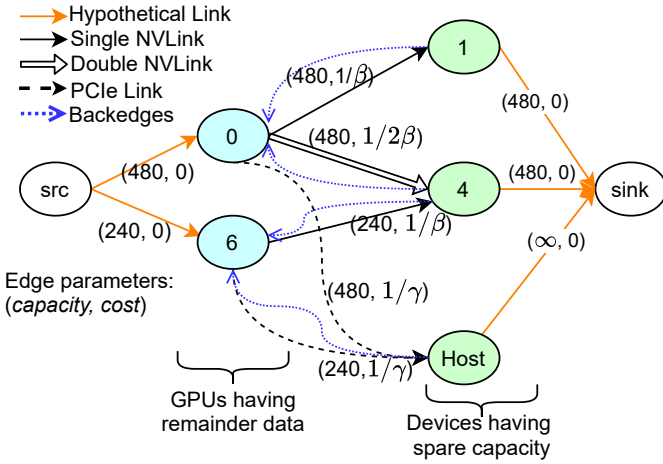 Hypothetical Link
Single NVLink
Double NVLink
PCIe Link
Backedges
1
(480,1/β)
(480, 0)
0
(480, 1/2β)
src
(480, 0)
4
(480, 0)
sink
(240, 0)
6
(240, 1/β)
(∞, 0)
Edge parameters:
(capacity, cost)
(480, 1/γ)
Host
(240,1/γ)
GPUs having
remainder data
Devices having
spare capacity